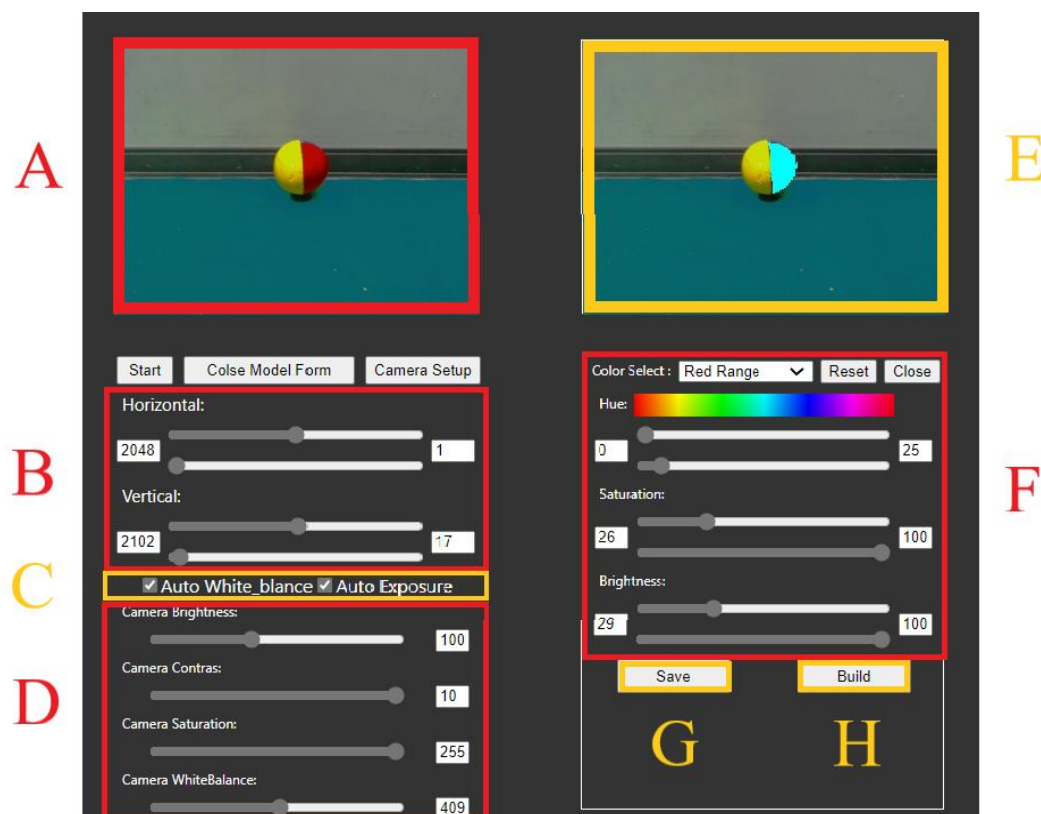 A
E
Start Colse Model Form Camera Setup
Horizontal:
2048 1
Vertical:
2102 17
B
C
Auto White_blance Auto Exposure
D
Camera Brightness:
100
Camera Contras:
10
Camera Saturation:
255
Camera WhiteBalance:
409
Color Select : Red Range Reset Close
Hue:
0 25
Saturation:
26 100
Brightness:
29 100
F
Save Build
G H